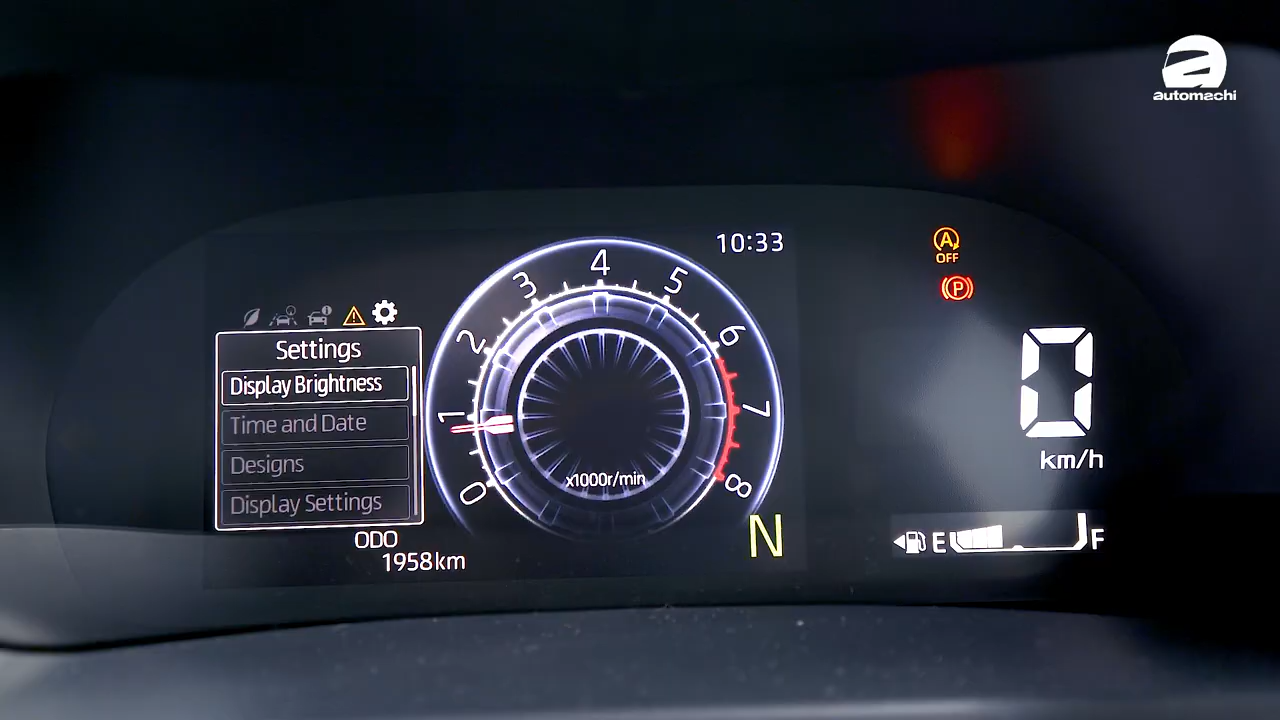 automachi
10:33
A
OFF
P
Settings
Display Brightness
Time and Date
Designs
Display Settings
0
1
2
3
4
5
6
7
8
x1000r/min
0
km/h
N
E
F
ODO
1958km